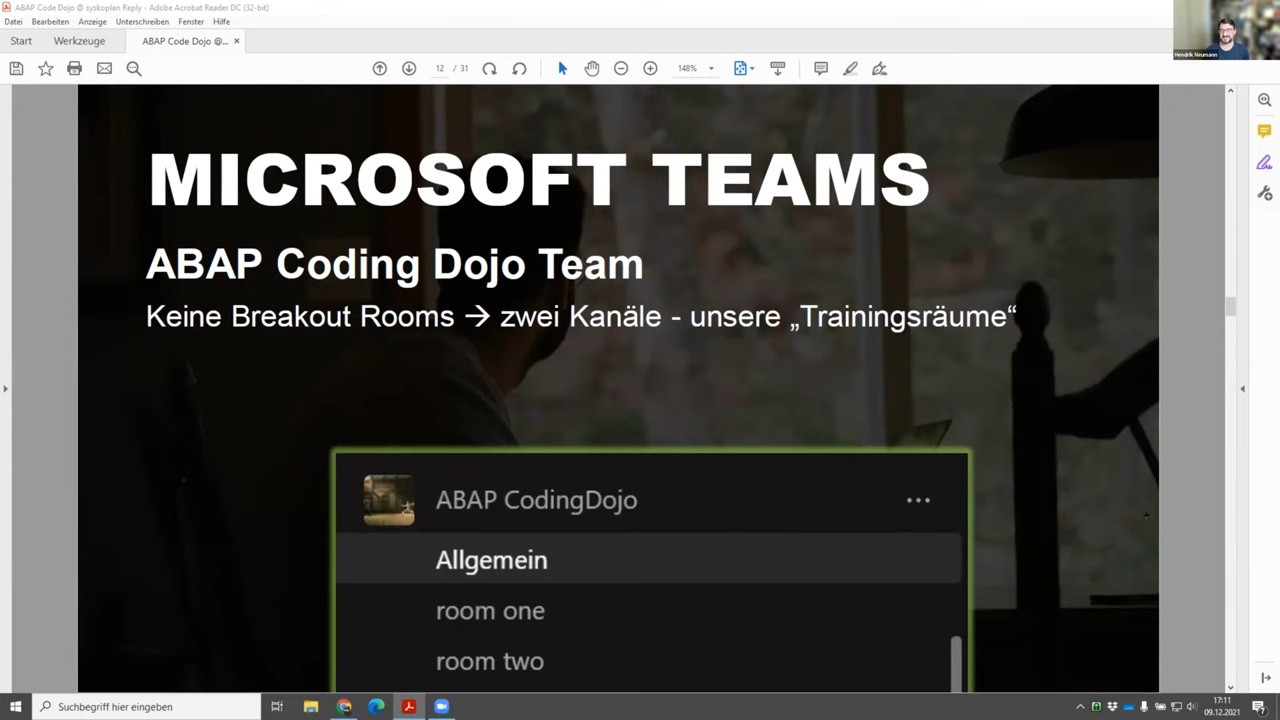 ABAP Code Dojo @ syskoplan Reply - Adobe Acrobat Reader DC (32-bit)
Datei Bearbeiten Anzeige Unterschreiben Fenster Hilfe
Start Werkzeuge ABAP Code Dojo @... ×
12 / 31 148%
Hendrik Neumann
MICROSOFT TEAMS
ABAP Coding Dojo Team
Keine Breakout Rooms → zwei Kanäle - unsere „Trainingsräume“
ABAP CodingDojo ...
Allgemein
room one
room two
Suchbegriff hier eingeben
17:11
09.12.2021
7